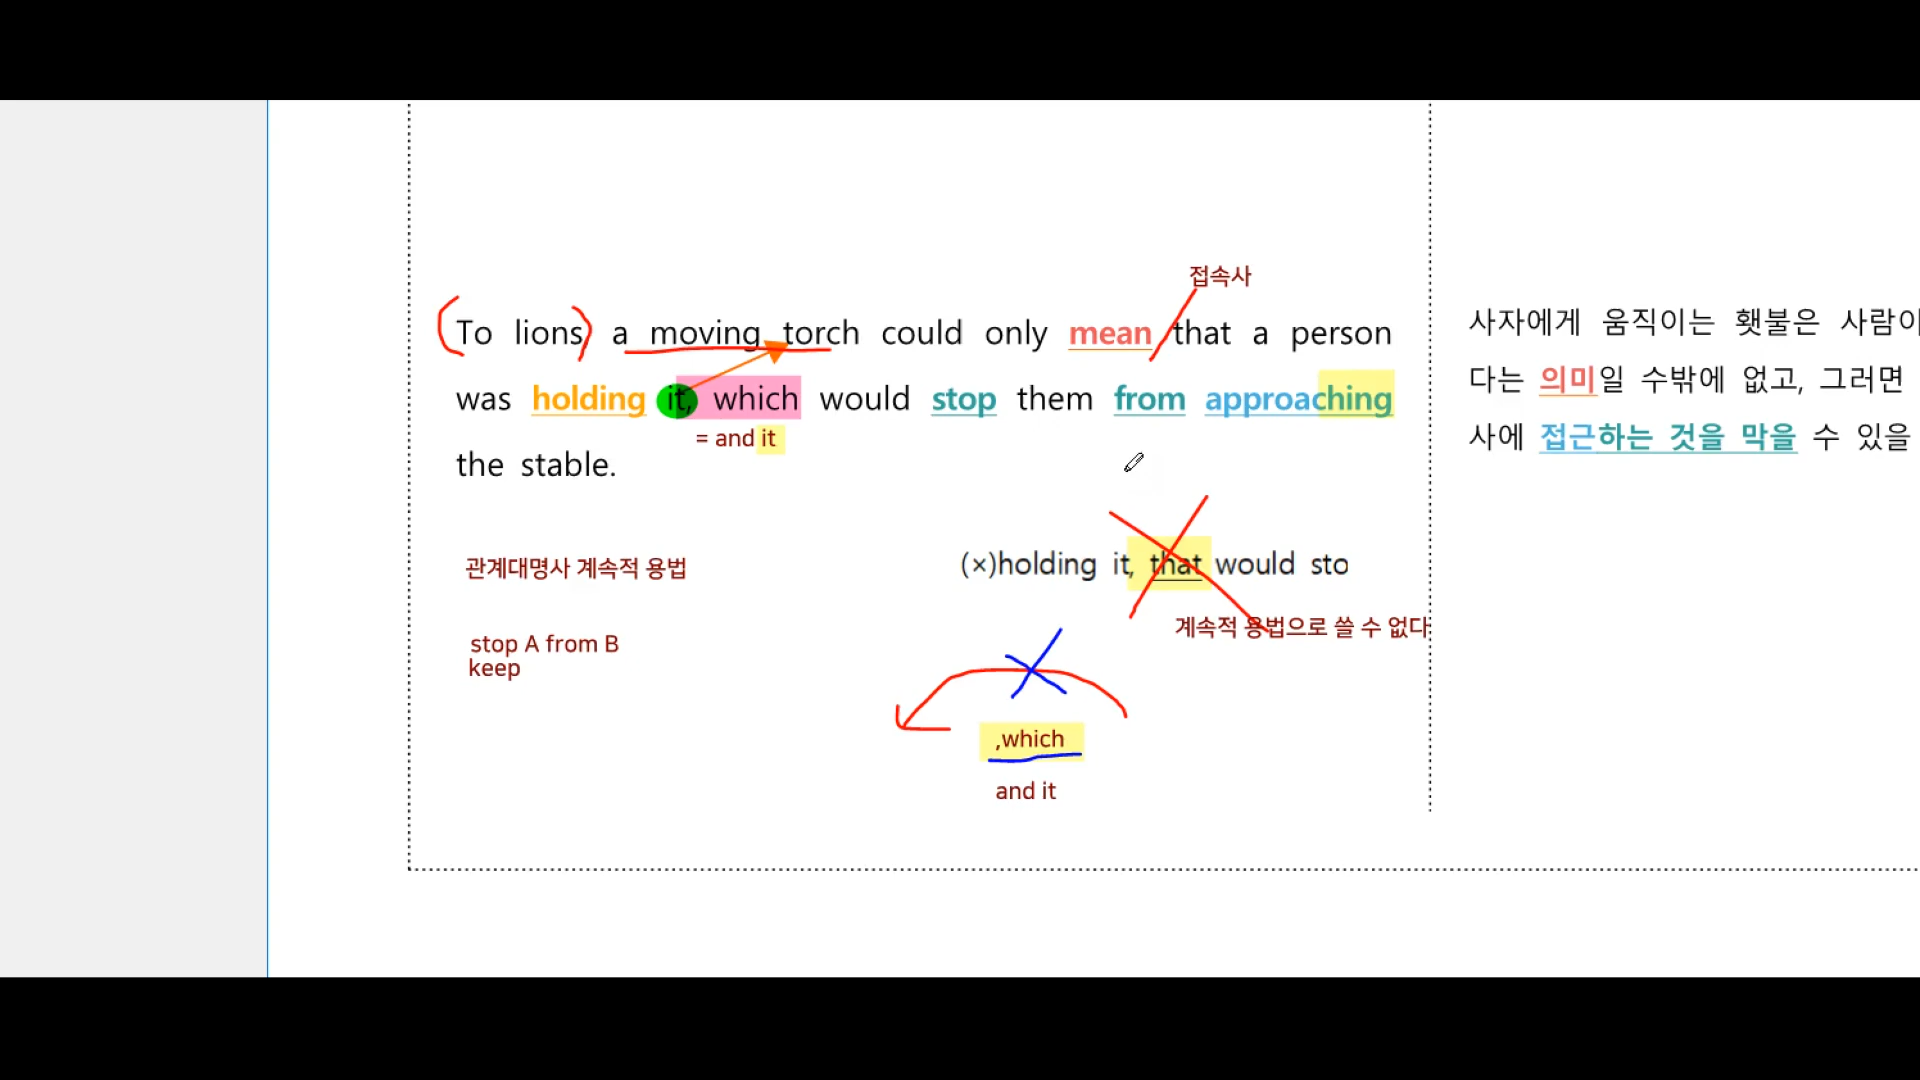 접속사
To lions, a moving torch could only mean that a person
was holding it, which would stop them from approaching
= and it
the stable.
관계대명사 계속적 용법
(×)holding it, that would sto
계속적 용법으로 쓸 수 없다
stop A from B
keep
,which
and it
사자에게 움직이는 횃불은 사람이
다는 의미일 수밖에 없고, 그러면
사에 접근하는 것을 막을 수 있을